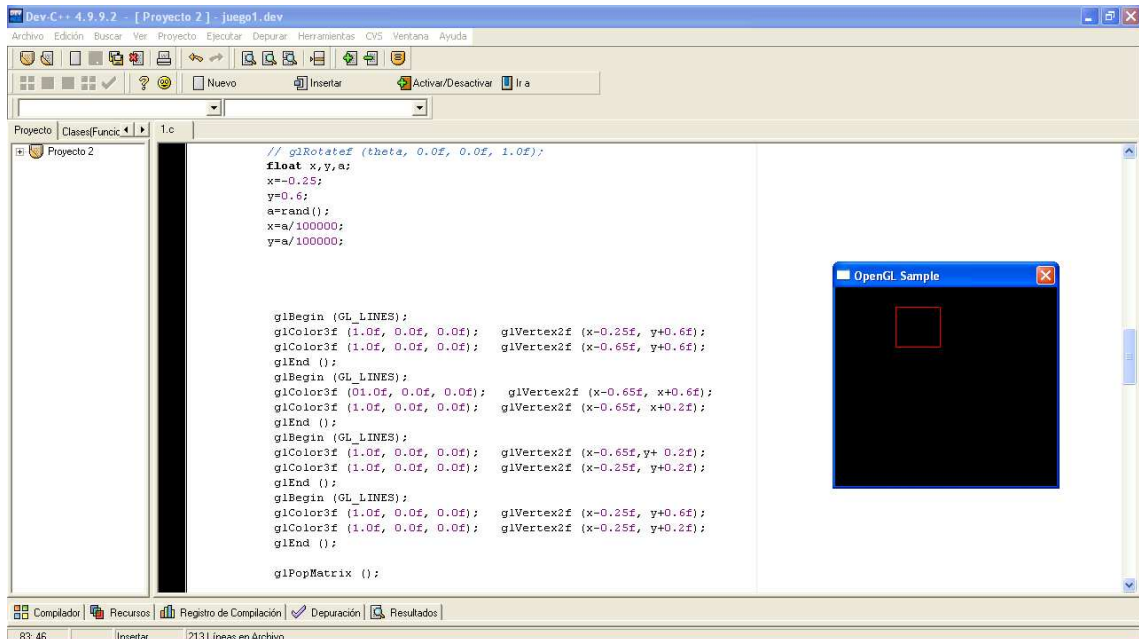 Dev-C++ 4.9.9.2 - [ Proyecto 2 ] - juego1.dev
Archivo Edición Buscar Ver Proyecto Ejecutar Depurar Herramientas CVS Ventana Ayuda
Nuevo Insertar Activar/Desactivar Ir a
Proyecto Clases(Funcic 1.c
Proyecto 2
// glRotatef (theta, 0.0f, 0.0f, 1.0f);
float x,y,a;
x=-0.25;
y=0.6;
a=rand();
x=a/100000;
y=a/100000;
OpenGL Sample
glBegin (GL_LINES);
glColor3f (1.0f, 0.0f, 0.0f); glVertex2f (x-0.25f, y+0.6f);
glColor3f (1.0f, 0.0f, 0.0f); glVertex2f (x-0.65f, y+0.6f);
glEnd ();
glBegin (GL_LINES);
glColor3f (01.0f, 0.0f, 0.0f); glVertex2f (x-0.65f, x+0.6f);
glColor3f (1.0f, 0.0f, 0.0f); glVertex2f (x-0.65f, x+0.2f);
glEnd ();
glBegin (GL_LINES);
glColor3f (1.0f, 0.0f, 0.0f); glVertex2f (x-0.65f,y+ 0.2f);
glColor3f (1.0f, 0.0f, 0.0f); glVertex2f (x-0.25f, y+0.2f);
glEnd ();
glBegin (GL_LINES);
glColor3f (1.0f, 0.0f, 0.0f); glVertex2f (x-0.25f, y+0.6f);
glColor3f (1.0f, 0.0f, 0.0f); glVertex2f (x-0.25f, y+0.2f);
glEnd ();
glPopMatrix ();
Compilador Recursos Registro de Compilación Depuración Resultados
83: 46 Insertar 213 Líneas en Archivo